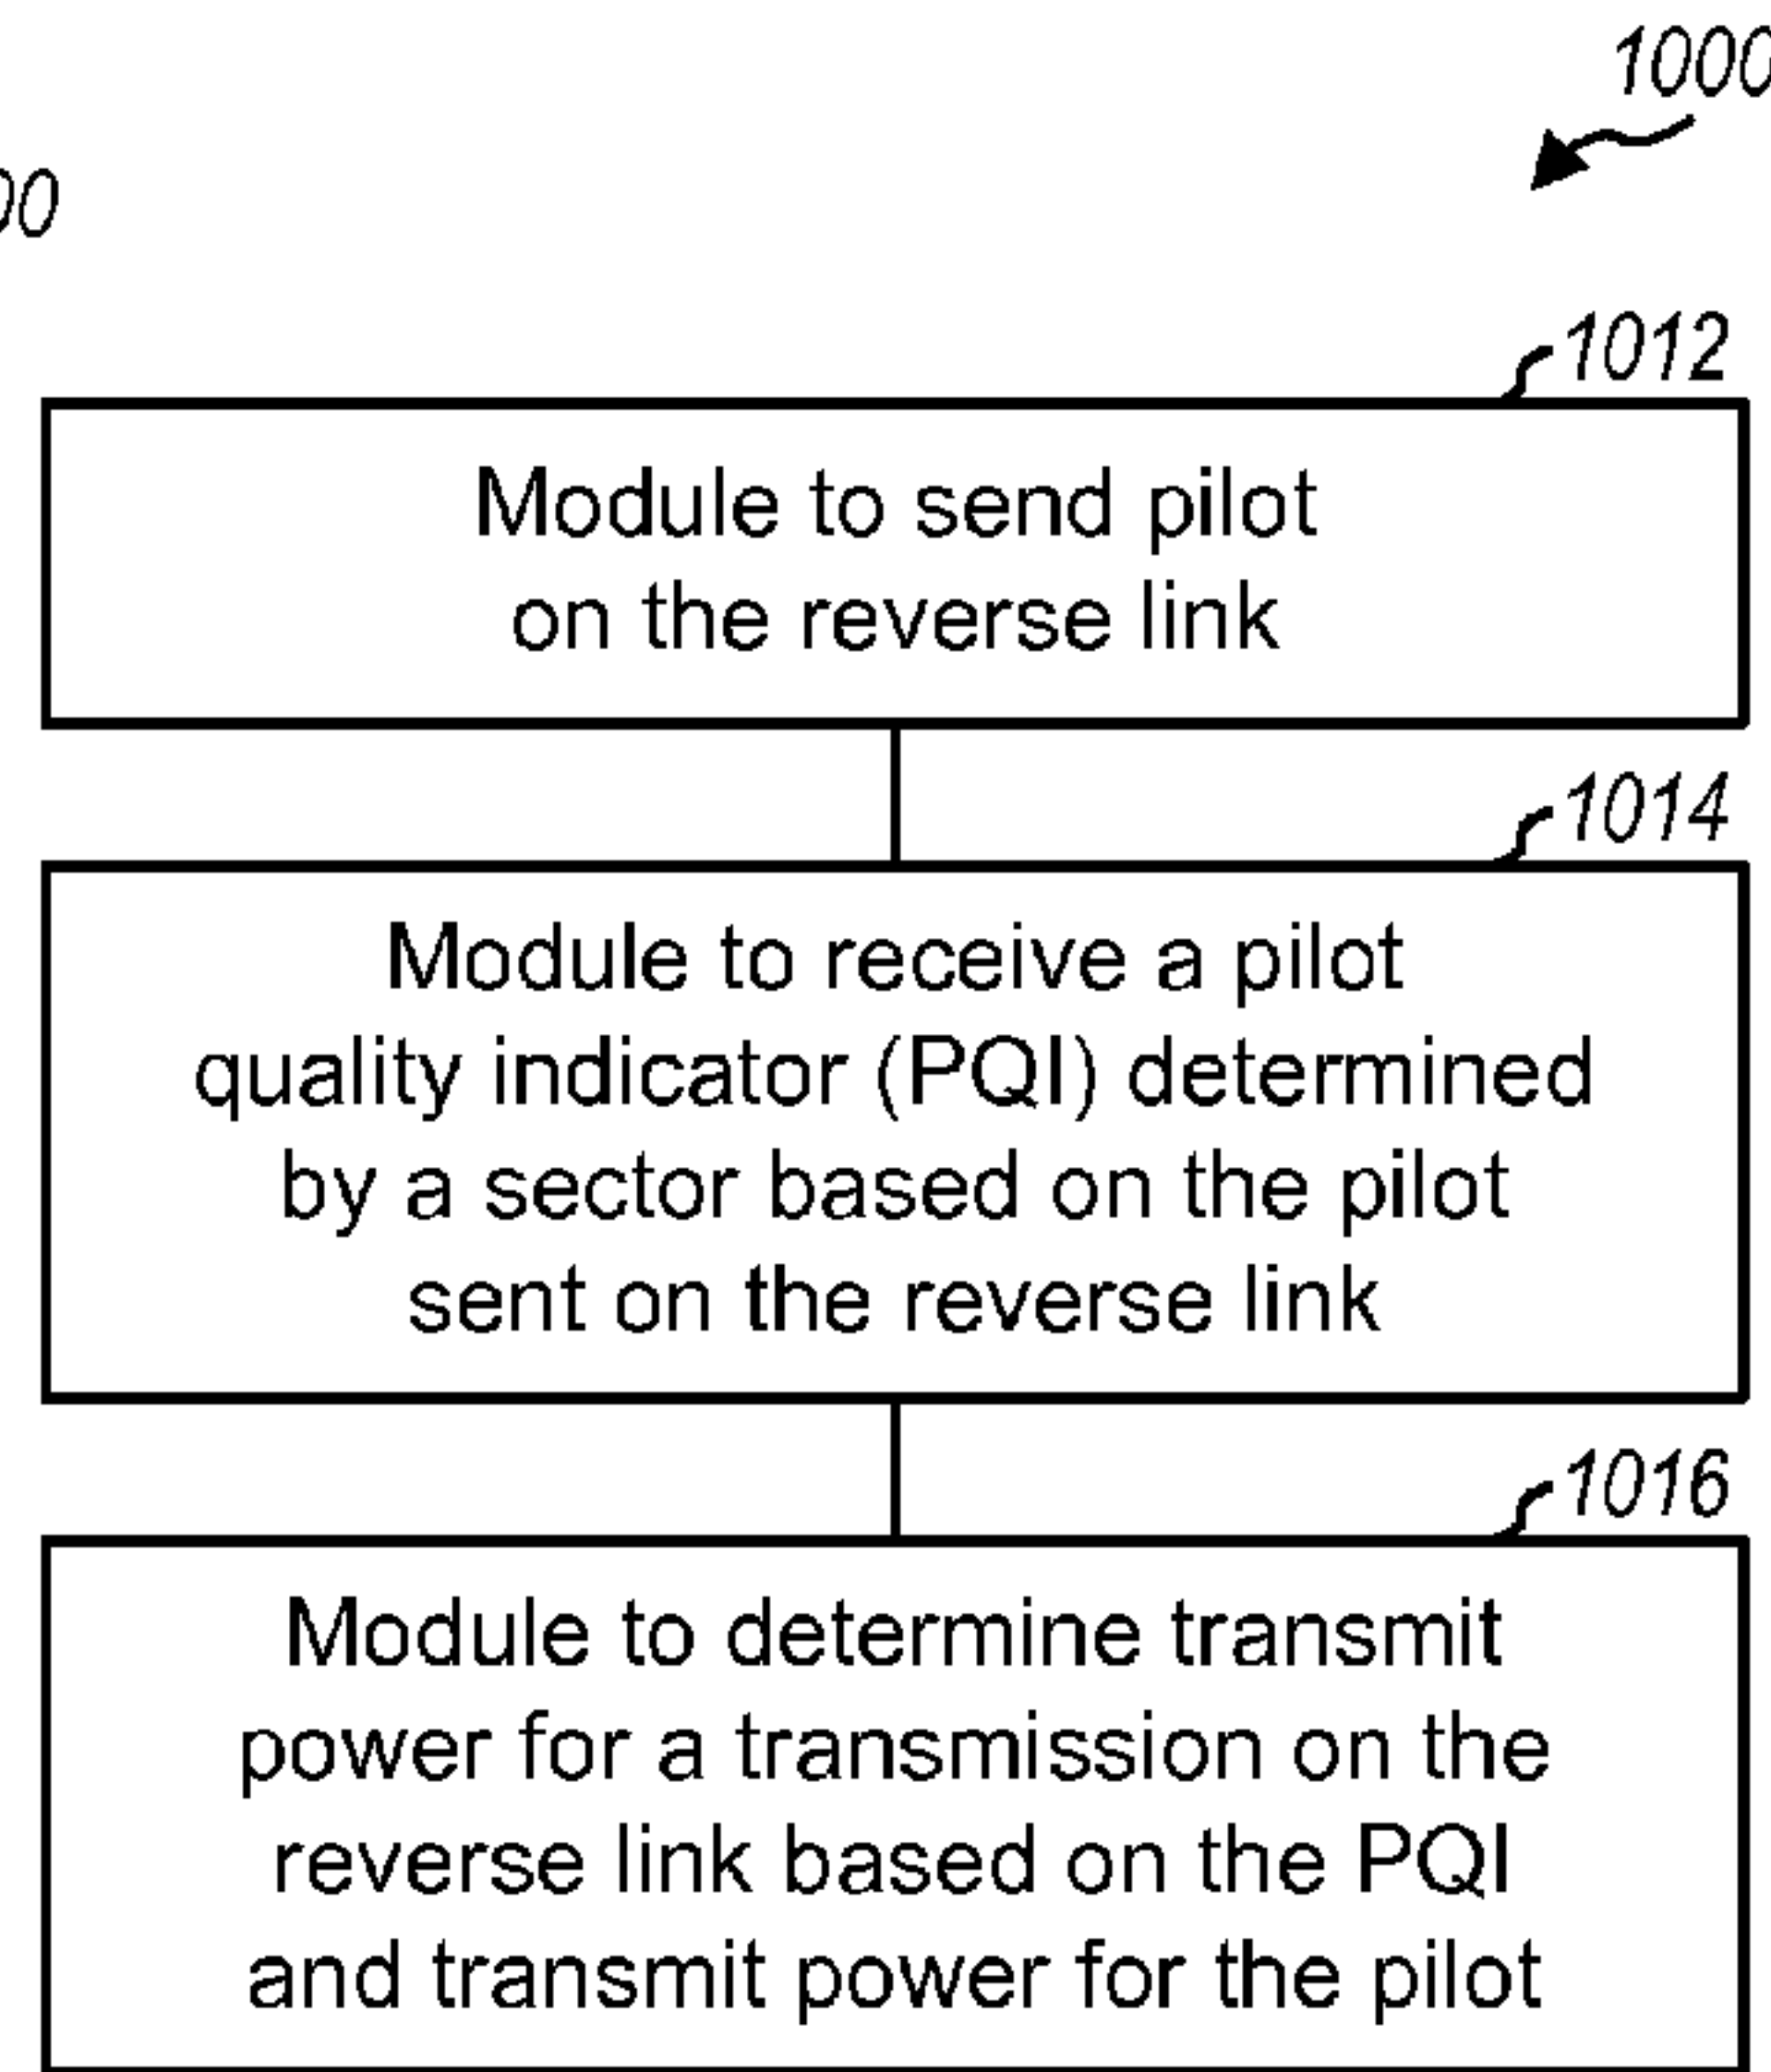 1000
00
1012
Module to send pilot
on the reverse link
1014
Module to receive a pilot
quality indicator (PQI) determined
by a sector based on the pilot
sent on the reverse link
1016
Module to determine transmit
power for a transmission on the
reverse link based on the PQI
and transmit power for the pilot